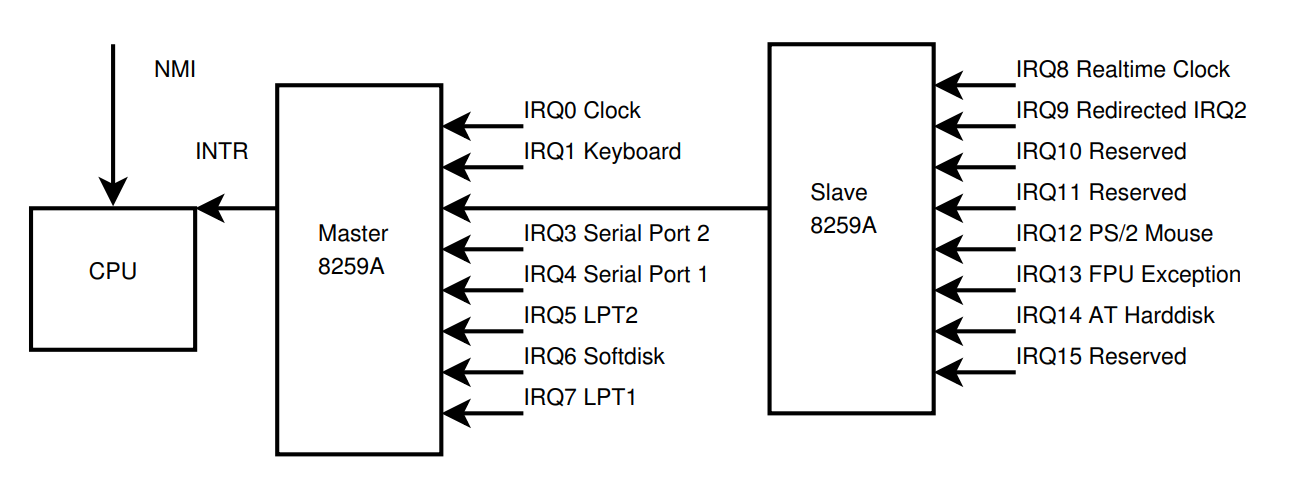 NMI
INTR
CPU
Master
8259A
IRQ0 Clock
IRQ1 Keyboard
IRQ3 Serial Port 2
IRQ4 Serial Port 1
IRQ5 LPT2
IRQ6 Softdisk
IRQ7 LPT1
Slave
8259A
IRQ8 Realtime Clock
IRQ9 Redirected IRQ2
IRQ10 Reserved
IRQ11 Reserved
IRQ12 PS/2 Mouse
IRQ13 FPU Exception
IRQ14 AT Harddisk
IRQ15 Reserved